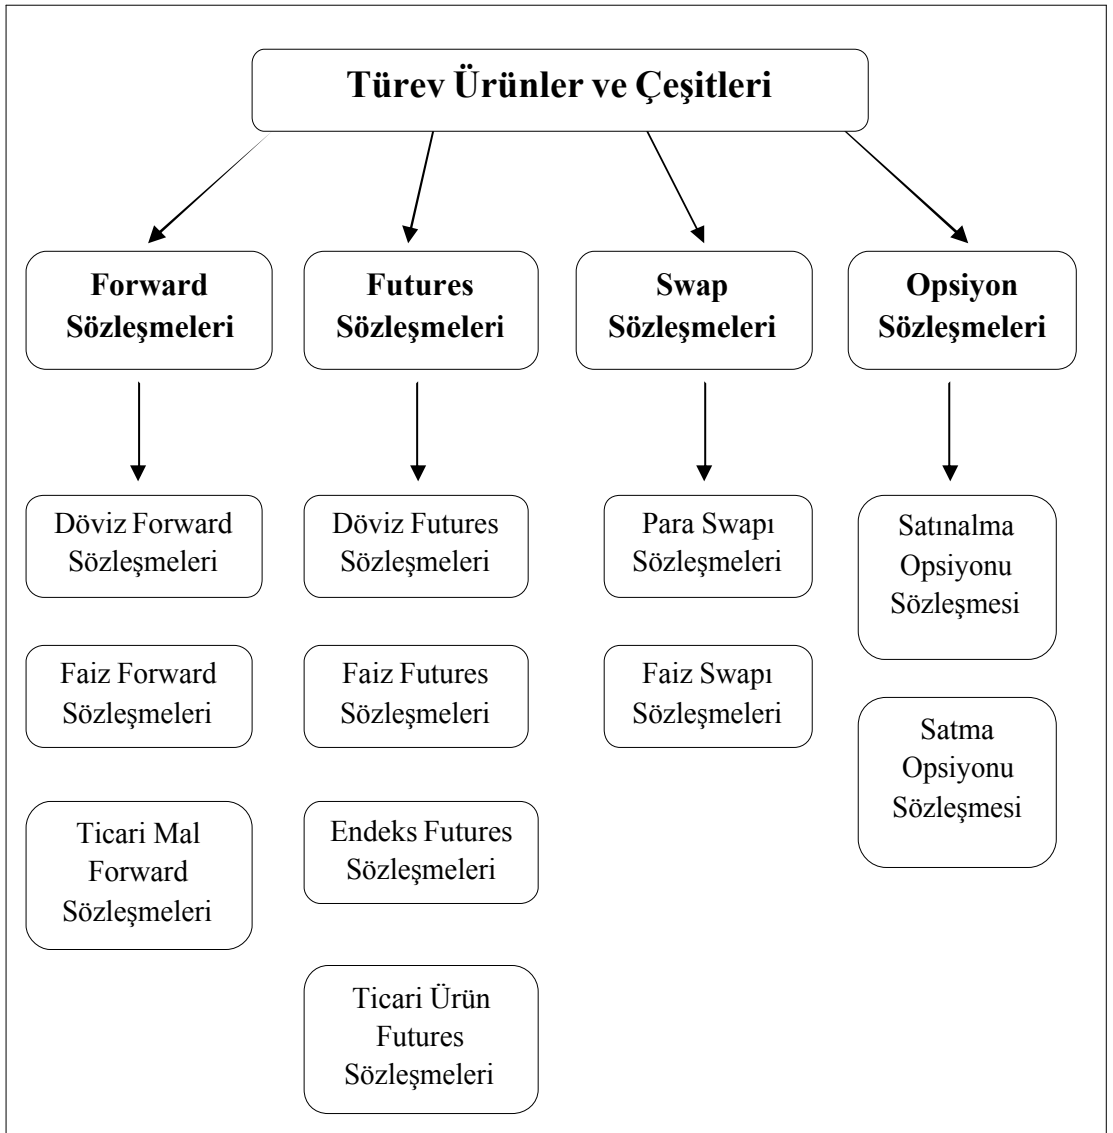 Türev Ürünler ve Çeşitleri
Forward
Sözleşmeleri
Futures
Sözleşmeleri
Swap
Sözleşmeleri
Opsiyon
Sözleşmeleri
Döviz Forward
Sözleşmeleri
Döviz Futures
Sözleşmeleri
Para Swapı
Sözleşmeleri
Satınalma
Opsiyonu
Sözleşmesi
Faiz Forward
Sözleşmeleri
Faiz Futures
Sözleşmeleri
Faiz Swapı
Sözleşmeleri
Satma
Opsiyonu
Sözleşmesi
Ticari Mal
Forward
Sözleşmeleri
Endeks Futures
Sözleşmeleri
Ticari Ürün
Futures
Sözleşmeleri